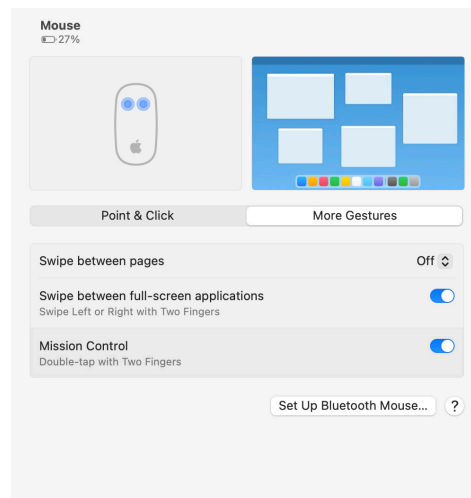 Mouse
27%
Point & Click
More Gestures
Swipe between pages
Off
Swipe between full-screen applications
Swipe Left or Right with Two Fingers
Mission Control
Double-tap with Two Fingers
Set Up Bluetooth Mouse...
?